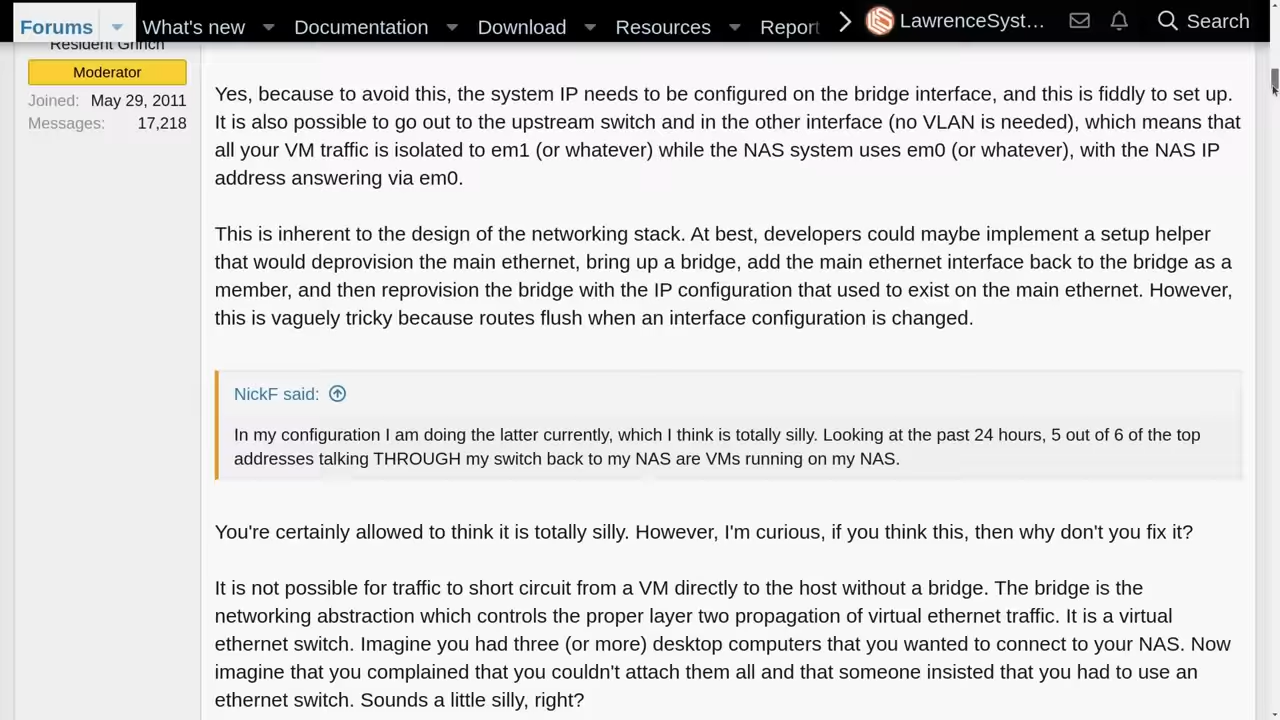 Forums
What's new
Documentation
Download
Resources
Report
LawrenceSyst...
Search
Resident Grinch
Moderator
Joined: May 29, 2011
Messages: 17,218
Yes, because to avoid this, the system IP needs to be configured on the bridge interface, and this is fiddly to set up.
It is also possible to go out to the upstream switch and in the other interface (no VLAN is needed), which means that
all your VM traffic is isolated to em1 (or whatever) while the NAS system uses em0 (or whatever), with the NAS IP
address answering via em0.
This is inherent to the design of the networking stack. At best, developers could maybe implement a setup helper
that would deprovision the main ethernet, bring up a bridge, add the main ethernet interface back to the bridge as a
member, and then reprovision the bridge with the IP configuration that used to exist on the main ethernet. However,
this is vaguely tricky because routes flush when an interface configuration is changed.
NickF said:
In my configuration I am doing the latter currently, which I think is totally silly. Looking at the past 24 hours, 5 out of 6 of the top
addresses talking THROUGH my switch back to my NAS are VMs running on my NAS.
You're certainly allowed to think it is totally silly. However, I'm curious, if you think this, then why don't you fix it?
It is not possible for traffic to short circuit from a VM directly to the host without a bridge. The bridge is the
networking abstraction which controls the proper layer two propagation of virtual ethernet traffic. It is a virtual
ethernet switch. Imagine you had three (or more) desktop computers that you wanted to connect to your NAS. Now
imagine that you complained that you couldn't attach them all and that someone insisted that you had to use an
ethernet switch. Sounds a little silly, right?